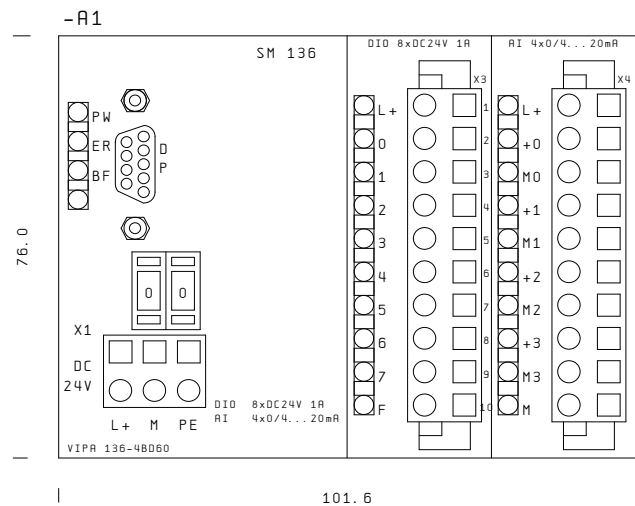 -A1
SM 136
DIO 8xDC24V 1A
AI 4x0/4...20mA
X3
X4
PW
ER
BF
DP
L+
0
1
2
3
4
5
6
7
F
1
2
3
4
5
6
7
8
9
10
L+
+0
M0
+1
M1
+2
M2
+3
M3
M
76.0
0 0
X1
DC
24V
L+ M PE
DIO 8xDC24V 1A
AI 4x0/4...20mA
VIPA 136-4BD60
101.6